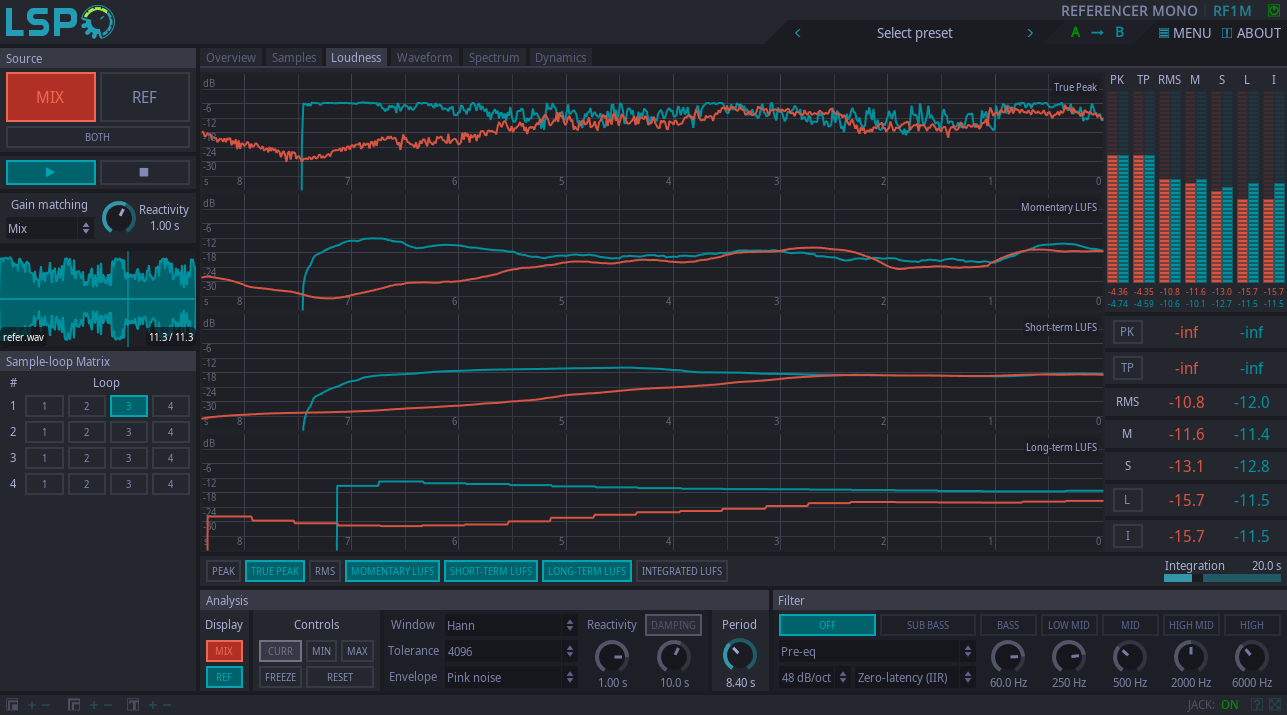 LSP
REFERENCER MONO RF1M
Select preset
A B
MENU ABOUT
Source
MIX REF
BOTH
Gain matching
Mix
Reactivity
1.00 s
refer.wav 11.3 / 11.3
Sample-loop Matrix
# Loop
1 1 2 3 4
2 1 2 3 4
3 1 2 3 4
4 1 2 3 4
Overview Samples Loudness Waveform Spectrum Dynamics
dB True Peak
-6
-12
-18
-24
-30
s 8 7 6 5 4 3 2 1 0
dB Momentary LUFS
-6
-12
-18
-24
-30
s 8 7 6 5 4 3 2 1 0
dB Short-term LUFS
-6
-12
-18
-24
-30
s 8 7 6 5 4 3 2 1 0
dB Long-term LUFS
-6
-12
-18
-24
-30
s 8 7 6 5 4 3 2 1 0
PEAK TRUE PEAK RMS MOMENTARY LUFS SHORT-TERM LUFS LONG-TERM LUFS INTEGRATED LUFS
PK TP RMS M S L I
-4.36 -4.35 -10.8 -11.6 -13.0 -15.7 -15.7
-4.74 -4.59 -10.6 -10.1 -12.7 -11.5 -11.5
PK -inf -inf
TP -inf -inf
RMS -10.8 -12.0
M -11.6 -11.4
S -13.1 -12.8
L -15.7 -11.5
I -15.7 -11.5
Integration 20.0 s
Analysis
Display
MIX
REF
Controls
CURR MIN MAX
FREEZE RESET
Window Hann
Tolerance 4096
Envelope Pink noise
Reactivity
1.00 s
DAMPING
10.0 s
Period
8.40 s
Filter
OFF SUB BASS BASS LOW MID MID HIGH MID HIGH
Pre-eq
48 dB/oct Zero-latency (IIR)
60.0 Hz 250 Hz 500 Hz 2000 Hz 6000 Hz
JACK: ON